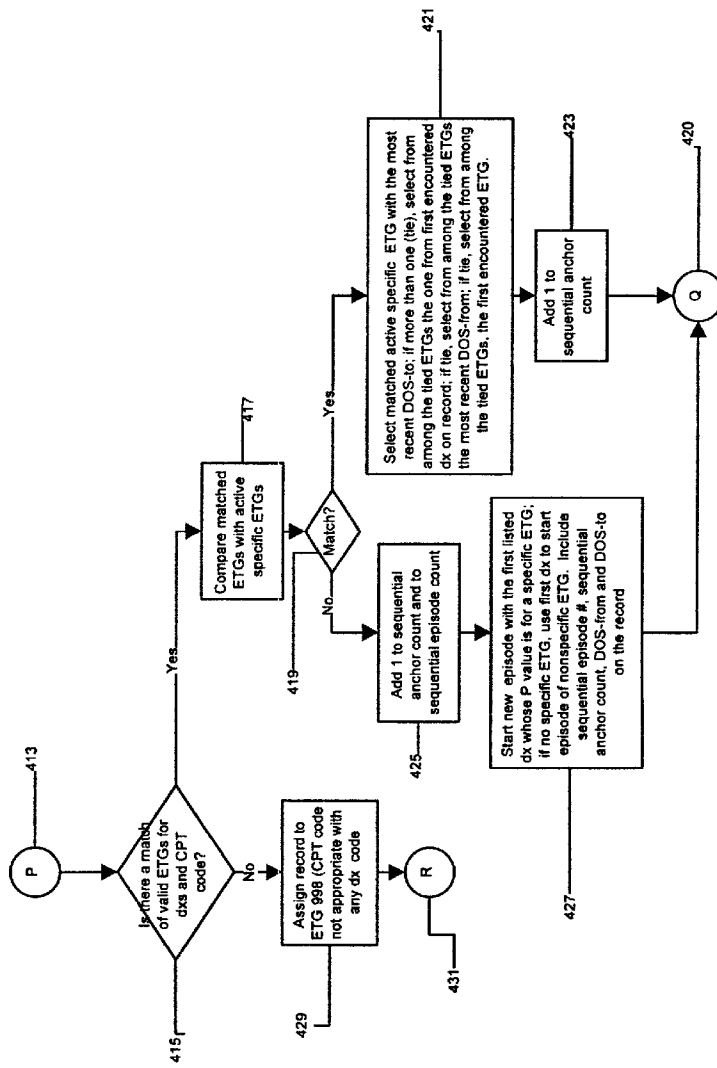 P
413
Is there a match
of valid ETGs for
dxs and CPT
code?
415
Yes
No
Assign record to
ETG 998 (CPT code
not appropriate with
any dx code
429
R
431
Compare matched
ETGs with active
specific ETGs
417
Match?
419
Yes
No
Add 1 to sequential
anchor count and to
sequential episode count
425
Start new episode with the first listed
dx whose P value is for a specific ETG;
if no specific ETG, use first dx to start
episode of nonspecific ETG. Include
sequential episode #, sequential
anchor count, DOS-from and DOS-to
on the record
427
Select matched active specific ETG with the most
recent DOS-to; if more than one (tie), select from
among the tied ETGs the one from first encountered
dx on record; if tie, select from among the tied ETGs
the most recent DOS-from; if tie, select from among
the tied ETGs, the first encountered ETG.
421
Add 1 to
sequential anchor
count
423
Q
420